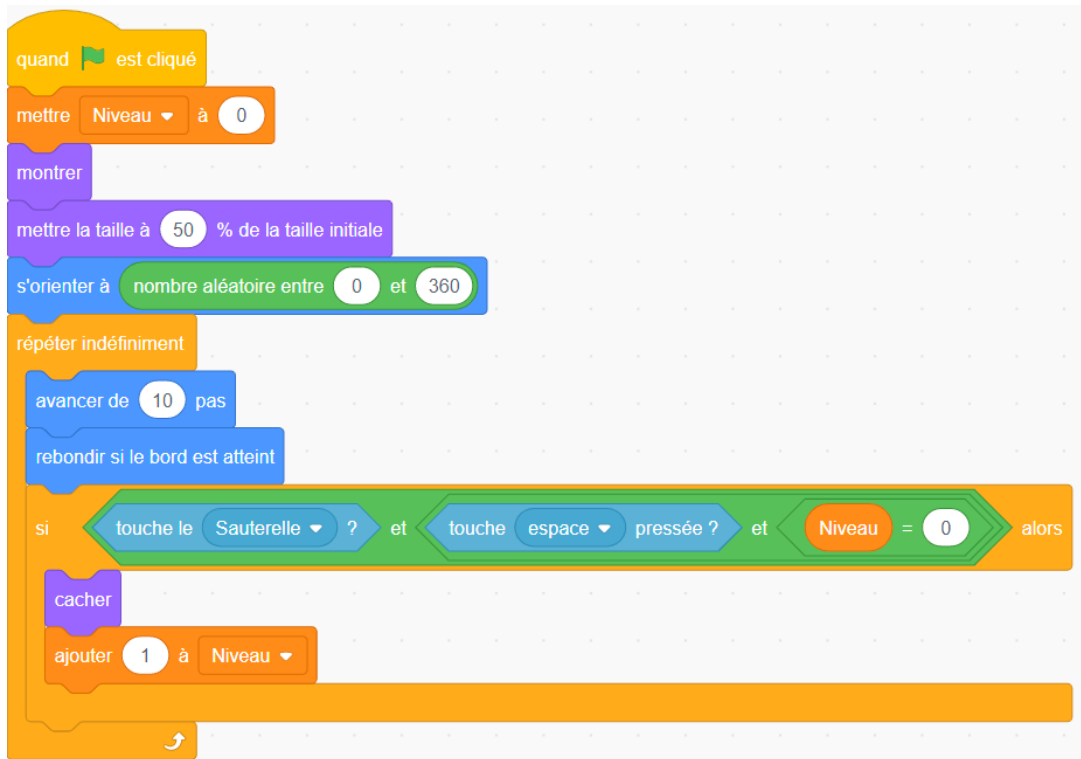 quand est cliqué
mettre Niveau à 0
montrer
mettre la taille à 50 % de la taille initiale
s'orienter à nombre aléatoire entre 0 et 360
répéter indéfiniment
avancer de 10 pas
rebondir si le bord est atteint
si touche le Sauterelle ? et touche espace pressée ? et Niveau = 0 alors
cacher
ajouter 1 à Niveau